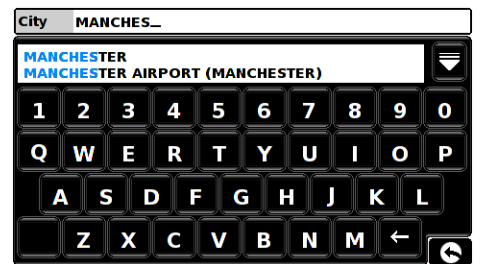 City MANCHES_
MANCHESTER
MANCHESTER AIRPORT (MANCHESTER)
1 2 3 4 5 6 7 8 9 0
Q W E R T Y U I O P
A S D F G H J K L
Z X C V B N M ←